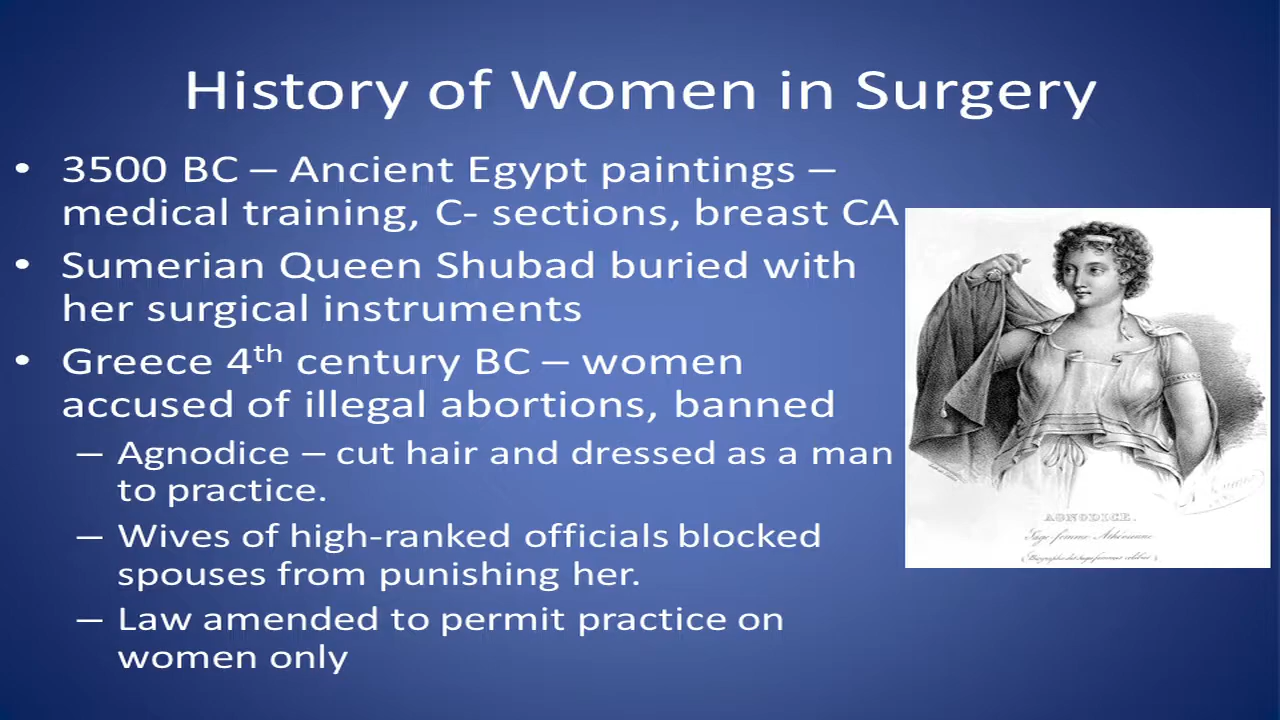 History of Women in Surgery
• 3500 BC – Ancient Egypt paintings –
medical training, C- sections, breast CA
• Sumerian Queen Shubad buried with
her surgical instruments
• Greece 4th century BC – women
accused of illegal abortions, banned
– Agnodice – cut hair and dressed as a man
to practice.
– Wives of high-ranked officials blocked
spouses from punishing her.
– Law amended to permit practice on
women only
AGNODICE.
Sage femme Athénienne